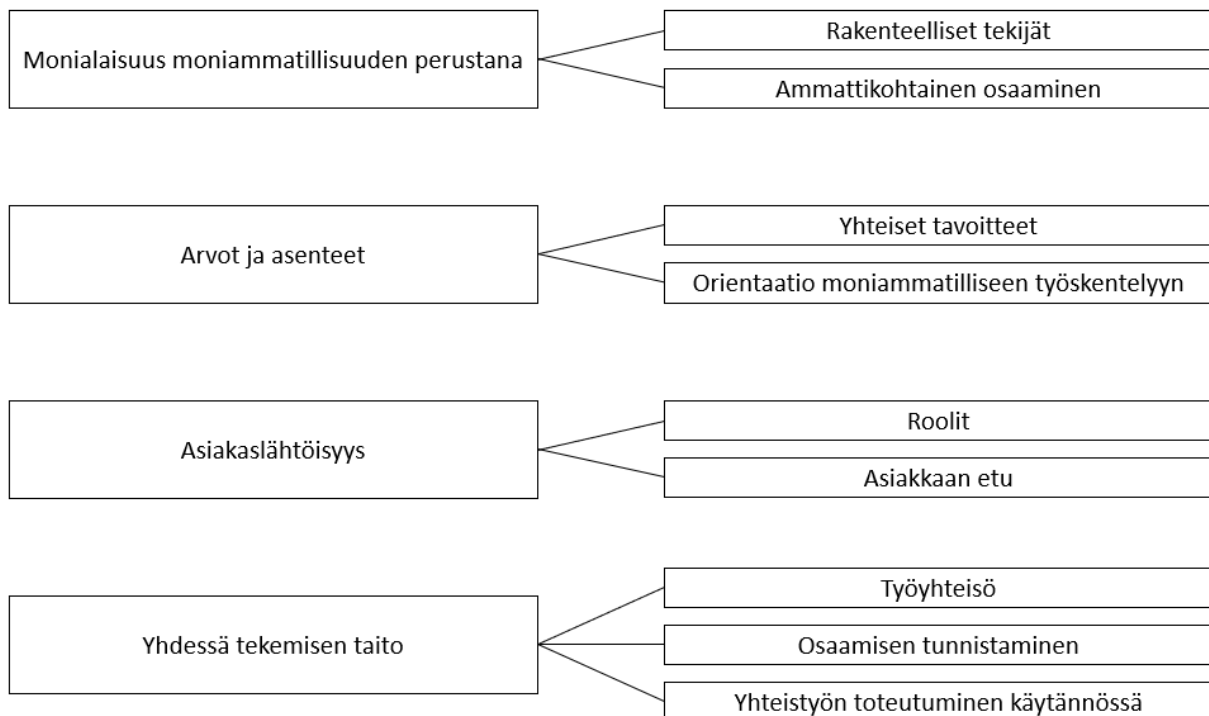 Monialaisuus moniammatillisuuden perustana
Rakenteelliset tekijät
Ammattikohtainen osaaminen
Arvot ja asenteet
Yhteiset tavoitteet
Orientaatio moniammatilliseen työskentelyyn
Asiakaslähtöisyys
Roolit
Asiakkaan etu
Yhdessä tekemisen taito
Työyhteisö
Osaamisen tunnistaminen
Yhteistyön toteutuminen käytännössä